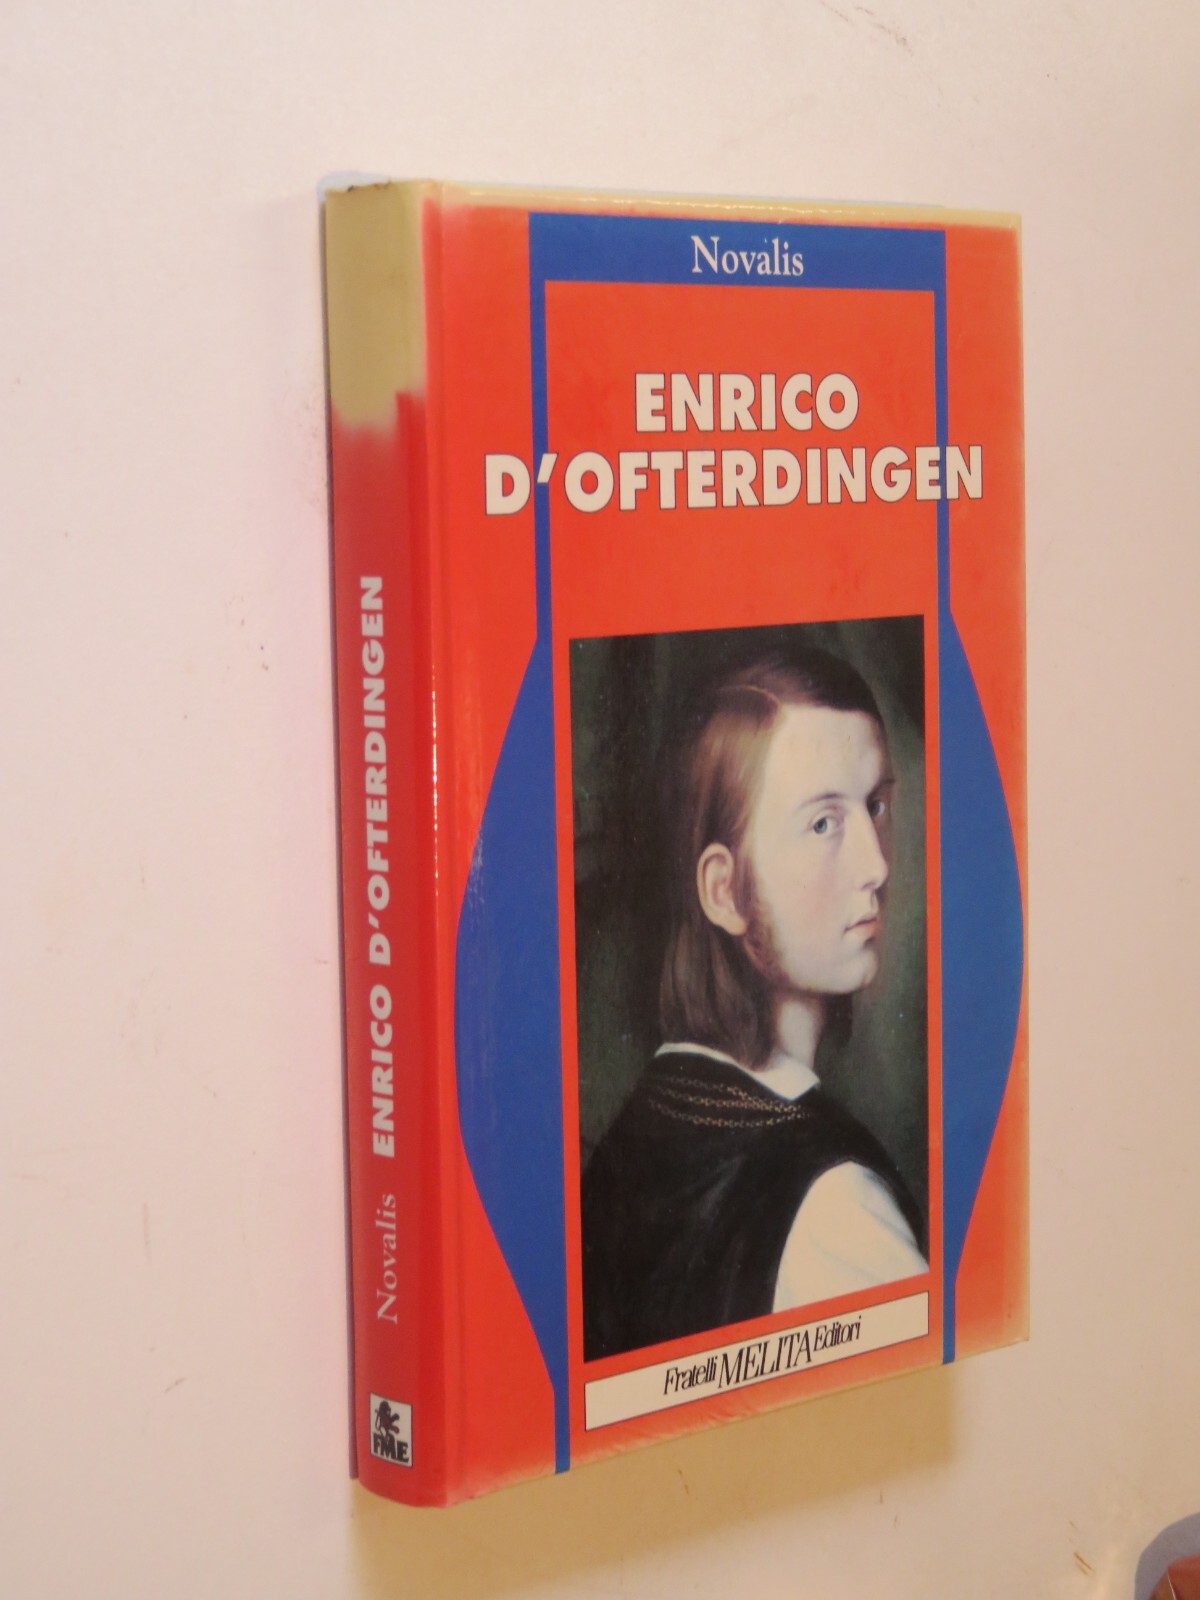 Novalis
ENRICO
D'OFTERDINGEN
Fratelli MELITA Editori
Novalis ENRICO D'OFTERDINGEN
FME